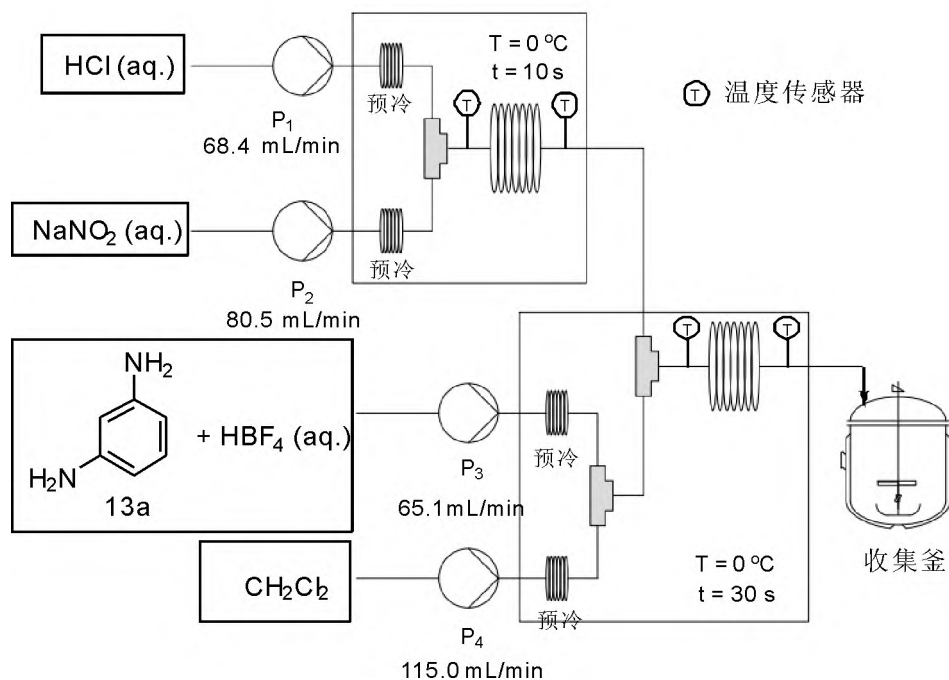 HCl (aq.)
P₁
68.4 mL/min
预冷
T = 0 °C
t = 10 s
T
T
T 温度传感器
NaNO₂ (aq.)
P₂
80.5 mL/min
预冷
NH₂
H₂N
+ HBF₄ (aq.)
13a
P₃
65.1mL/min
预冷
T
T
CH₂Cl₂
P₄
115.0 mL/min
预冷
T = 0 °C
t = 30 s
收集釜